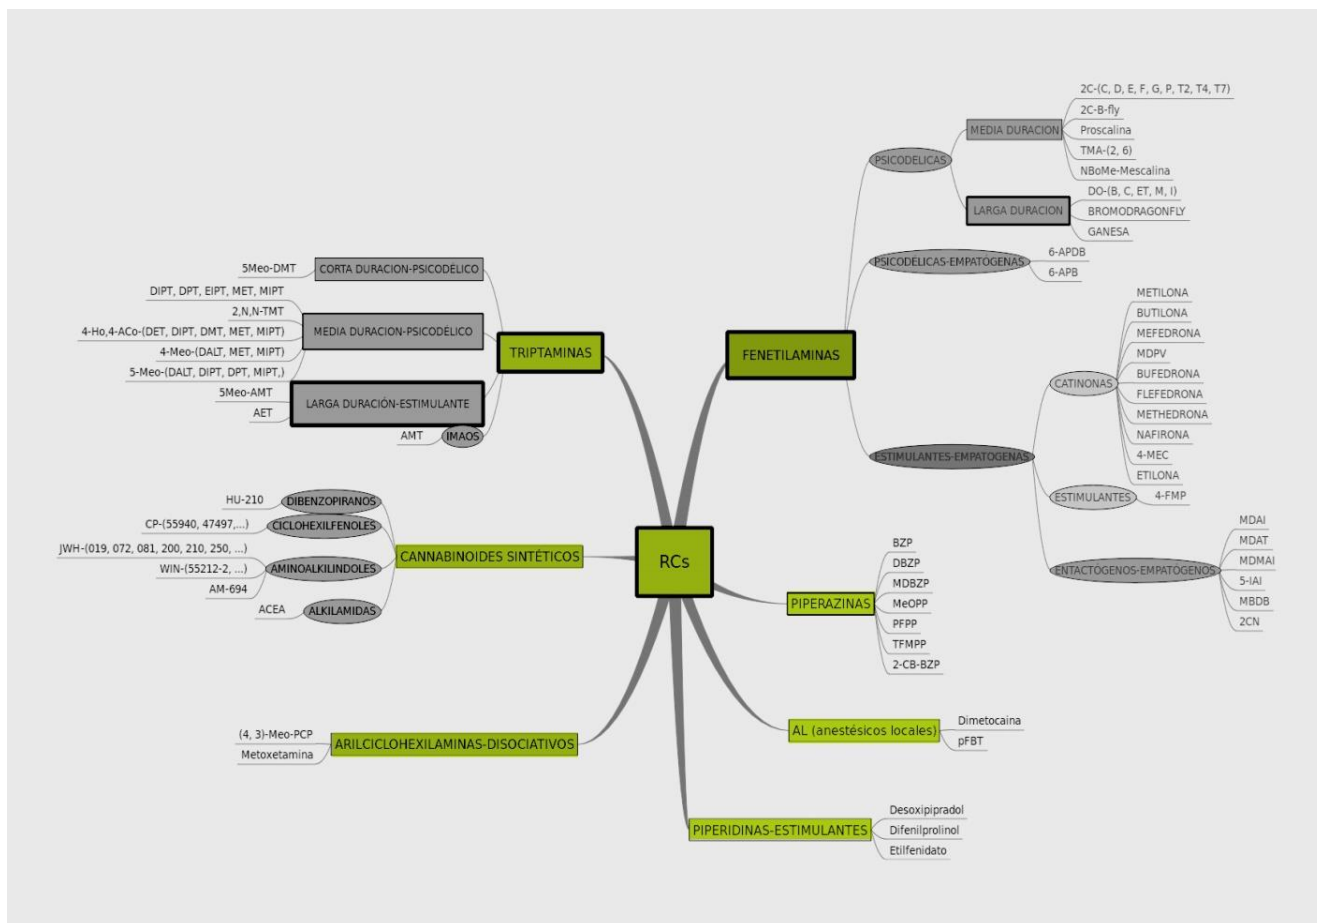 RCs
TRIPTAMINAS
CORTA DURACION-PSICODÉLICO
5Meo-DMT
MEDIA DURACION-PSICODÉLICO
DIPT, DPT, EIPT, MET, MIPT
2,N,N-TMT
4-Ho,4-ACo-(DET, DIPT, DMT, MET, MIPT)
4-Meo-(DALT, MET, MIPT)
5-Meo-(DALT, DIPT, DPT, MIPT,)
LARGA DURACIÓN-ESTIMULANTE
5Meo-AMT
AET
IMAOS
AMT
CANNABINOIDES SINTÉTICOS
DIBENZOPIRANOS
HU-210
CICLOHEXILFENOLES
CP-(55940, 47497,...)
AMINOALKILINDOLES
JWH-(019, 072, 081, 200, 210, 250, ...)
WIN-(55212-2, ...)
AM-694
ALKILAMIDAS
ACEA
ARILCICLOHEXILAMINAS-DISOCIATIVOS
(4, 3)-Meo-PCP
Metoxetamina
FENETILAMINAS
PSICODELICAS
MEDIA DURACION
2C-(C, D, E, F, G, P, T2, T4, T7)
2C-B-fly
Proscalina
TMA-(2, 6)
NBoMe-Mescalina
LARGA DURACION
DO-(B, C, ET, M, I)
BROMODRAGONFLY
GANESA
PSICODÉLICAS-EMPATÓGENAS
6-APDB
6-APB
ESTIMULANTES-EMPATOGENAS
CATINONAS
METILONA
BUTILONA
MEFEDRONA
MDPV
BUFEDRONA
FLEFEDRONA
METHEDRONA
NAFIRONA
4-MEC
ETILONA
ESTIMULANTES
4-FMP
ENTACTÓGENOS-EMPATÓGENOS
MDAI
MDAT
MDMAI
5-IAI
MBDB
2CN
PIPERAZINAS
BZP
DBZP
MDBZP
MeOPP
PFPP
TFMPP
2-CB-BZP
AL (anestésicos locales)
Dimetocaina
pFBT
PIPERIDINAS-ESTIMULANTES
Desoxipipradol
Difenilprolinol
Etilfenidato